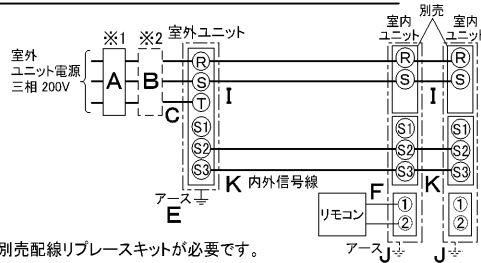 ※1 ※2 室外ユニット
別売
室内
ユニット
室内
ユニット
室外
ユニット電源
三相 200V
A B C
R
S
T
S1
S2
S3
I
R
S
S1
S2
S3
I
R
S
S1
S2
S3
K 内外信号線
K
アース
E
リモコン
F
①
②
①
②
アース J
J
別売配線リプレースキットが必要です。